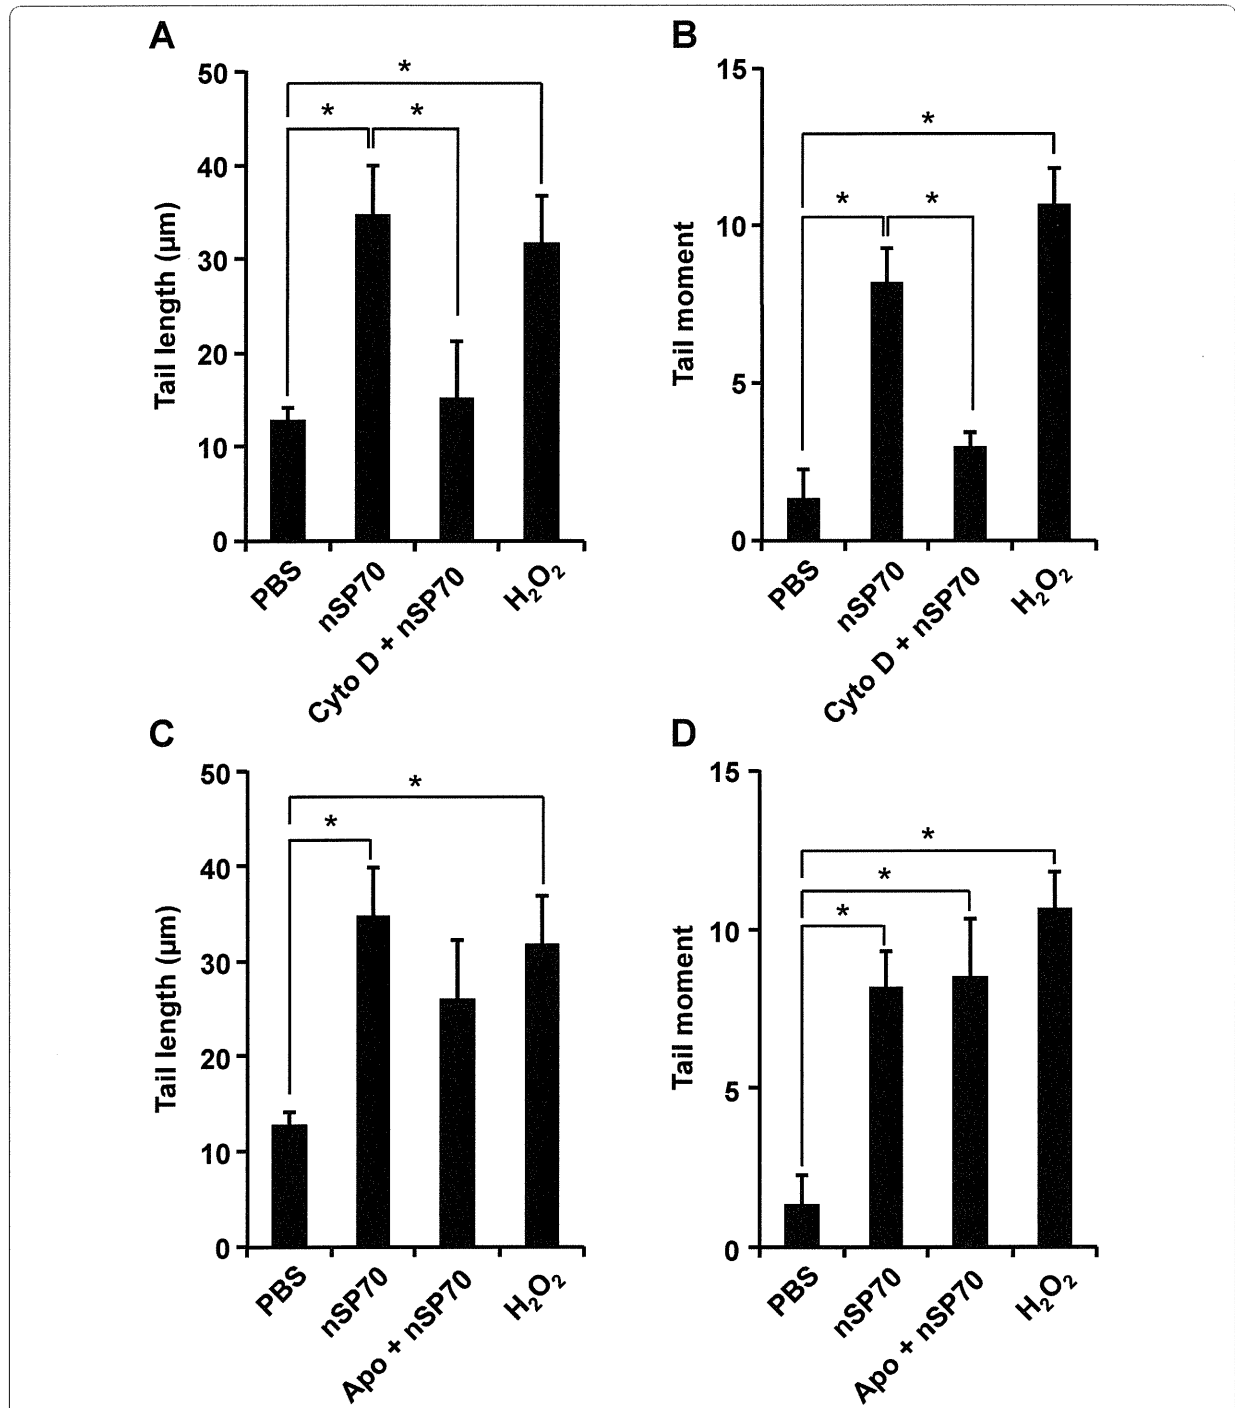 A
50
40
30
20
10
0
Tail length (µm)
*
*
*
PBS
nSP70
Cyto D + nSP70
H₂O₂
B
15
10
5
0
Tail moment
*
*
*
PBS
nSP70
Cyto D + nSP70
H₂O₂
C
50
40
30
20
10
0
Tail length (µm)
*
*
PBS
nSP70
Apo + nSP70
H₂O₂
D
15
10
5
0
Tail moment
*
*
*
PBS
nSP70
Apo + nSP70
H₂O₂